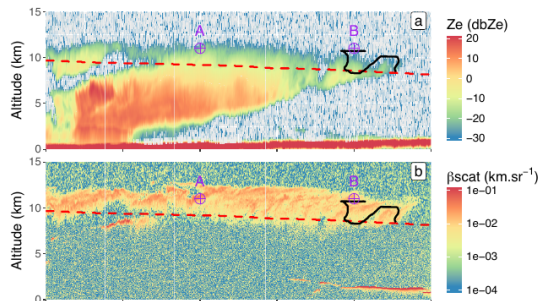 a
Ze (dbZe)
15
10
5
0
Altitude (km)
A
B
20
10
0
−10
−20
−30
b
βscat (km.sr⁻¹)
15
10
5
0
Altitude (km)
A
B
1e−01
1e−02
1e−03
1e−04